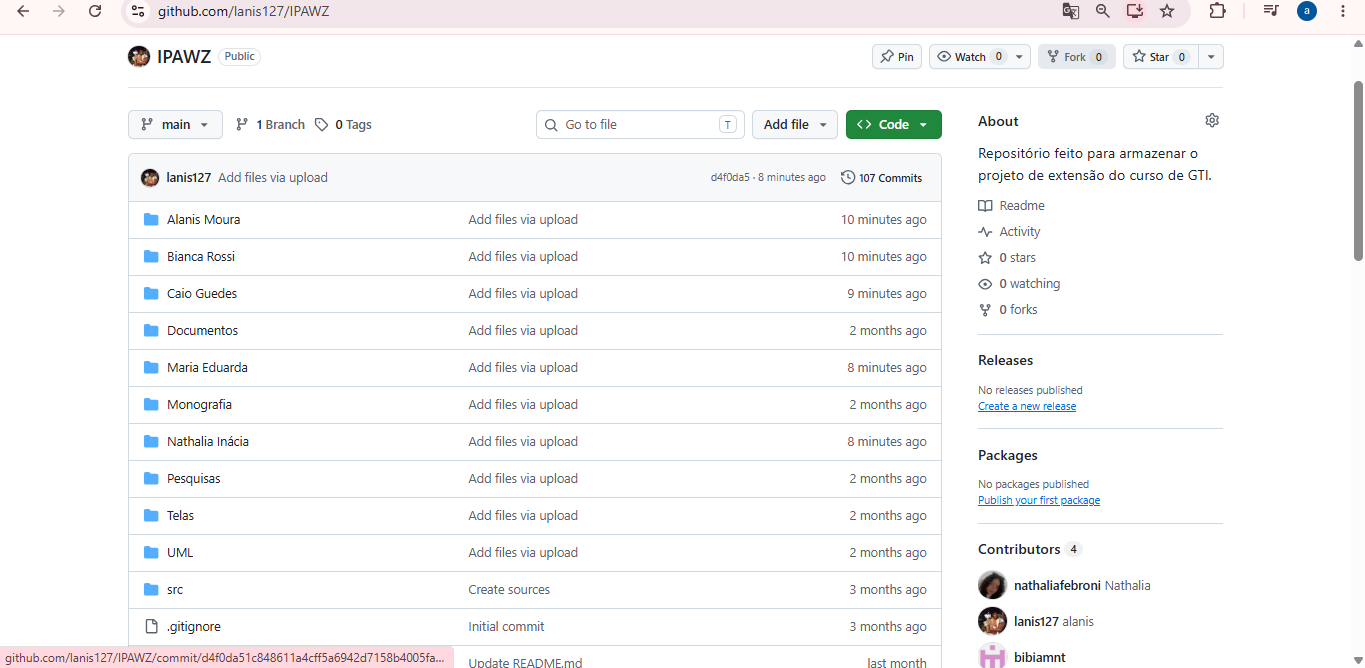 github.com/lanis127/IPAWZ
a
IPAWZ Public
Pin
Watch 0
Fork 0
Star 0
main
1 Branch
0 Tags
Go to file T
Add file
Code
lanis127 Add files via upload d4f0da5 · 8 minutes ago 107 Commits
Alanis Moura Add files via upload 10 minutes ago
Bianca Rossi Add files via upload 10 minutes ago
Caio Guedes Add files via upload 9 minutes ago
Documentos Add files via upload 2 months ago
Maria Eduarda Add files via upload 8 minutes ago
Monografia Add files via upload 2 months ago
Nathalia Inácia Add files via upload 8 minutes ago
Pesquisas Add files via upload 2 months ago
Telas Add files via upload 2 months ago
UML Add files via upload 2 months ago
src Create sources 3 months ago
.gitignore Initial commit 3 months ago
Update README.md last month
About
Repositório feito para armazenar o
projeto de extensão do curso de GTI.
Readme
Activity
0 stars
0 watching
0 forks
Releases
No releases published
Create a new release
Packages
No packages published
Publish your first package
Contributors 4
nathaliafebroni Nathalia
lanis127 alanis
bibiamnt
github.com/lanis127/IPAWZ/commit/d4f0da51c848611a4cff5a6942d7158b4005fa...